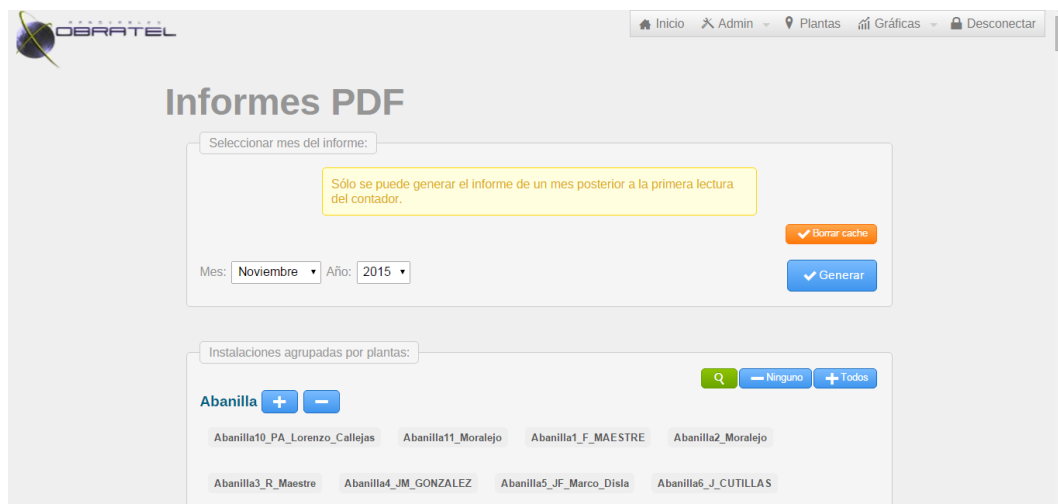 RENOVABLES
OBRATEL
Inicio Admin Plantas Gráficas Desconectar
Informes PDF
Seleccionar mes del informe:
Sólo se puede generar el informe de un mes posterior a la primera lectura
del contador.
Borrar cache
Mes: Noviembre Año: 2015 Generar
Instalaciones agrupadas por plantas:
Ninguno Todos
Abanilla
Abanilla10_PA_Lorenzo_Callejas Abanilla11_Moralejo Abanilla1_F_MAESTRE Abanilla2_Moralejo
Abanilla3_R_Maestre Abanilla4_JM_GONZALEZ Abanilla5_JF_Marco_Disla Abanilla6_J_CUTILLAS